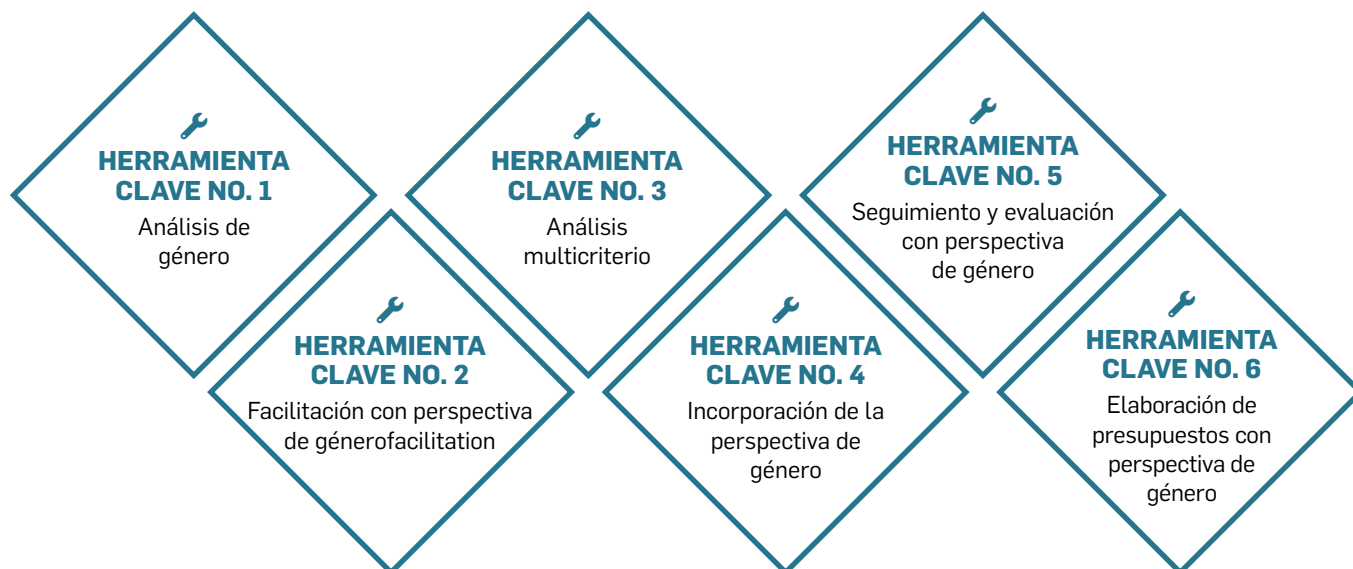 HERRAMIENTA
CLAVE NO. 1
Análisis de
género
HERRAMIENTA
CLAVE NO. 2
Facilitación con perspectiva
de génerofacilitation
HERRAMIENTA
CLAVE NO. 3
Análisis
multicriterio
HERRAMIENTA
CLAVE NO. 4
Incorporación de la
perspectiva de
género
HERRAMIENTA
CLAVE NO. 5
Seguimiento y evaluación
con perspectiva
de género
HERRAMIENTA
CLAVE NO. 6
Elaboración de
presupuestos con
perspectiva de
género